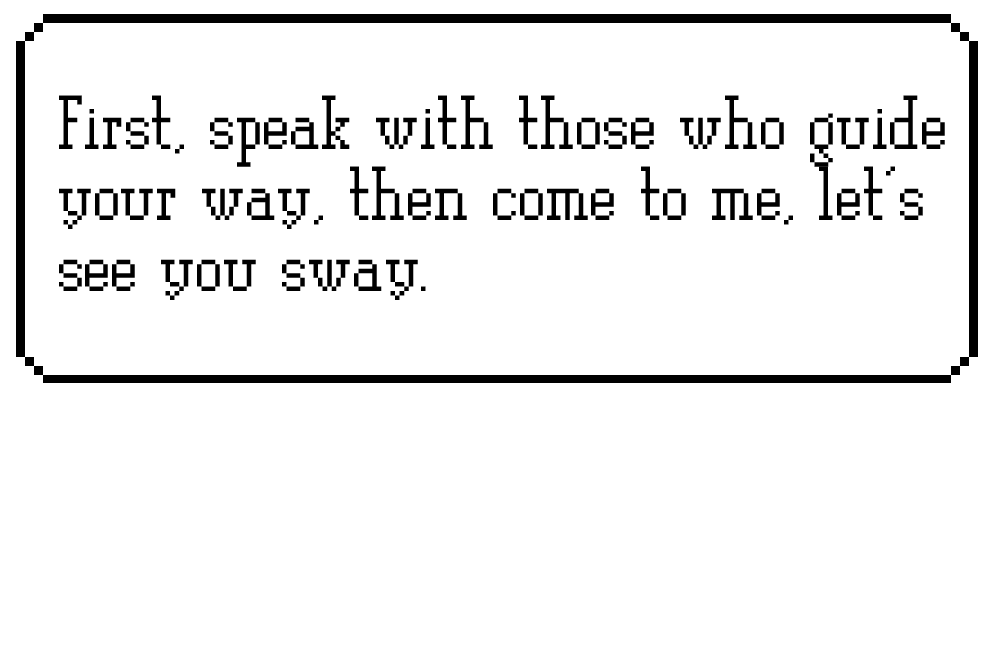 First, speak with those who guide
your way, then come to me, let's
see you sway.